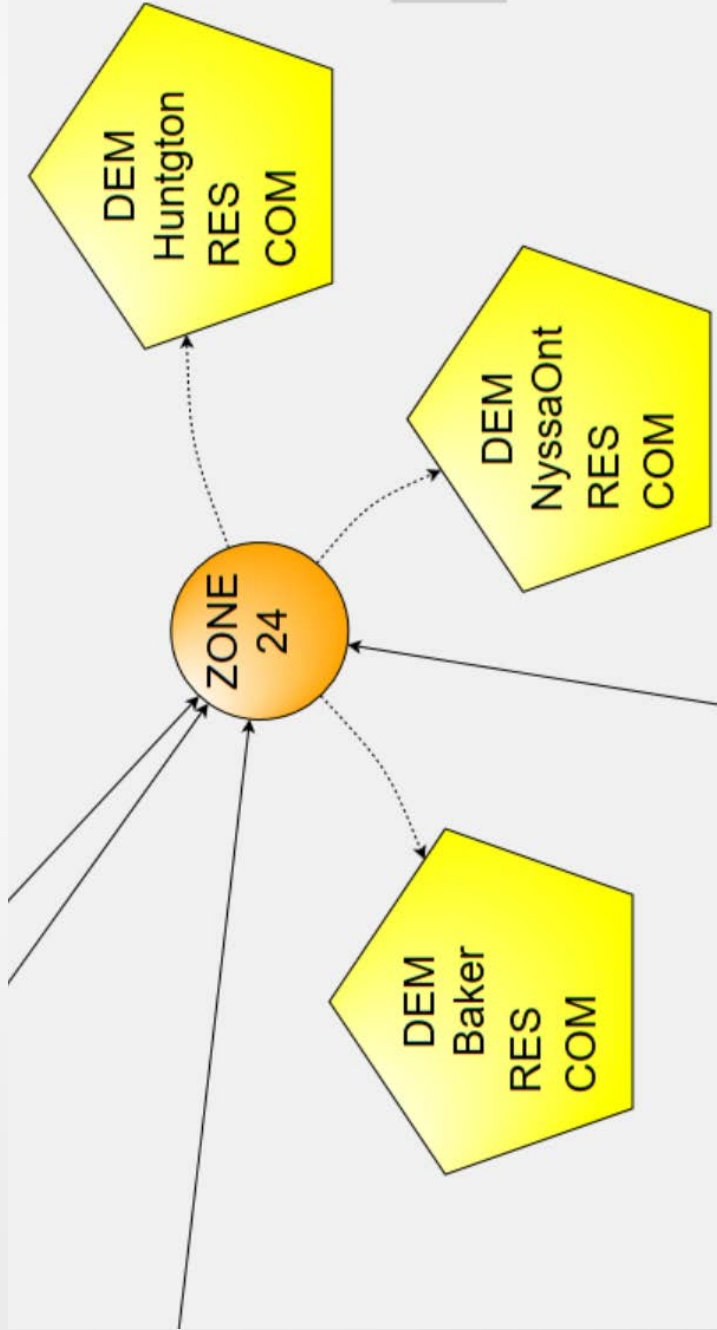 DEM
Baker
RES
COM
ZONE
24
DEM
NyssaOnt
RES
COM
DEM
Huntgton
RES
COM